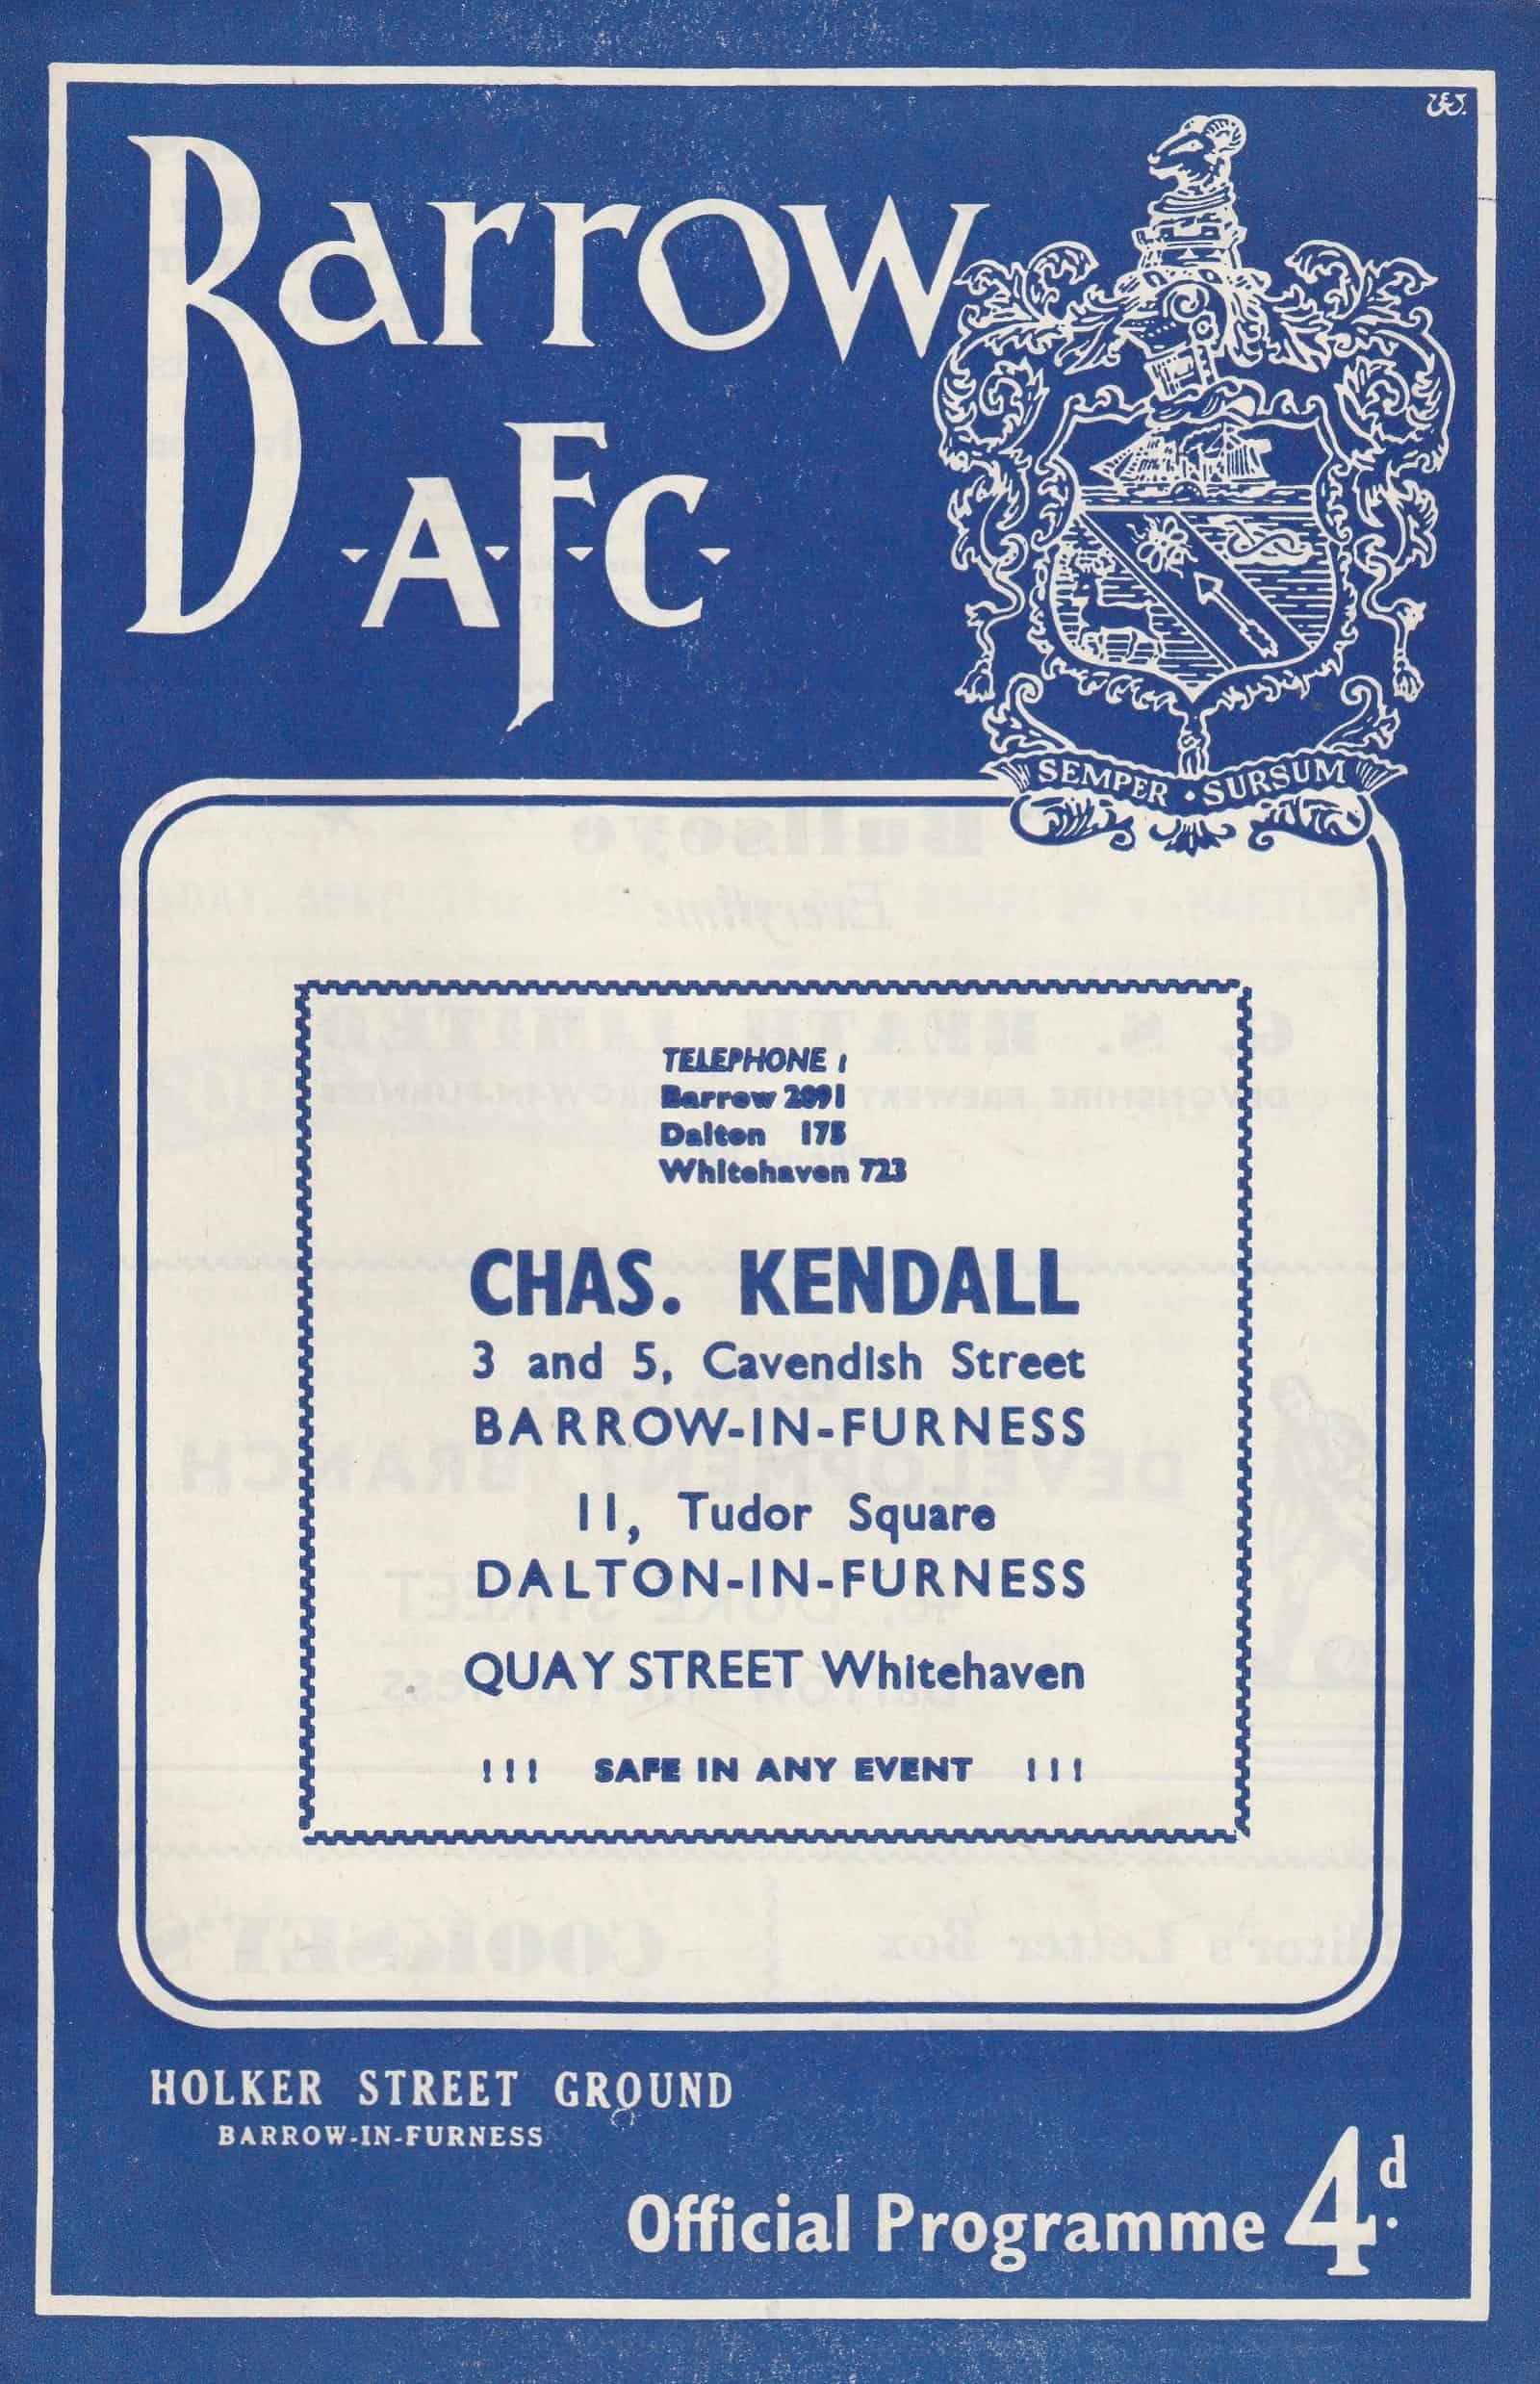 Barrow
A.F.C.
SEMPER · SURSUM
TELEPHONE :
Barrow 2091
Dalton 175
Whitehaven 723
CHAS. KENDALL
3 and 5, Cavendish Street
BARROW-IN-FURNESS
11, Tudor Square
DALTON-IN-FURNESS
QUAY STREET Whitehaven
! ! ! SAFE IN ANY EVENT ! ! !
HOLKER STREET GROUND
BARROW-IN-FURNESS
Official Programme 4d.